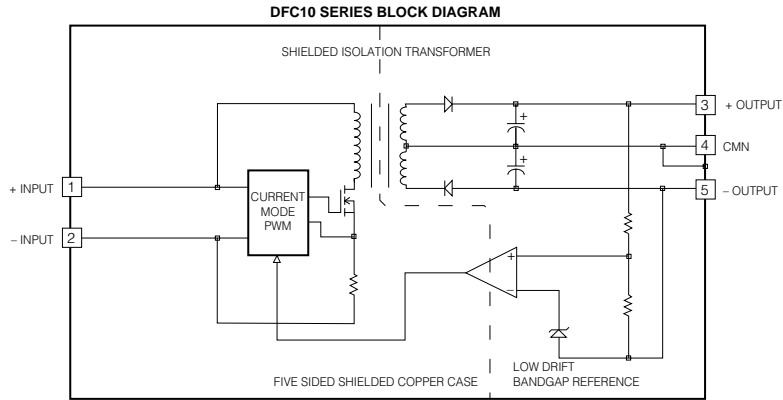 DFC10 SERIES BLOCK DIAGRAM
SHIELDED ISOLATION TRANSFORMER
+
3
+ OUTPUT
4
CMN
+
+ INPUT
1
5
– OUTPUT
CURRENT
MODE
PWM
– INPUT
2
+
–
LOW DRIFT
BANDGAP REFERENCE
FIVE SIDED SHIELDED COPPER CASE